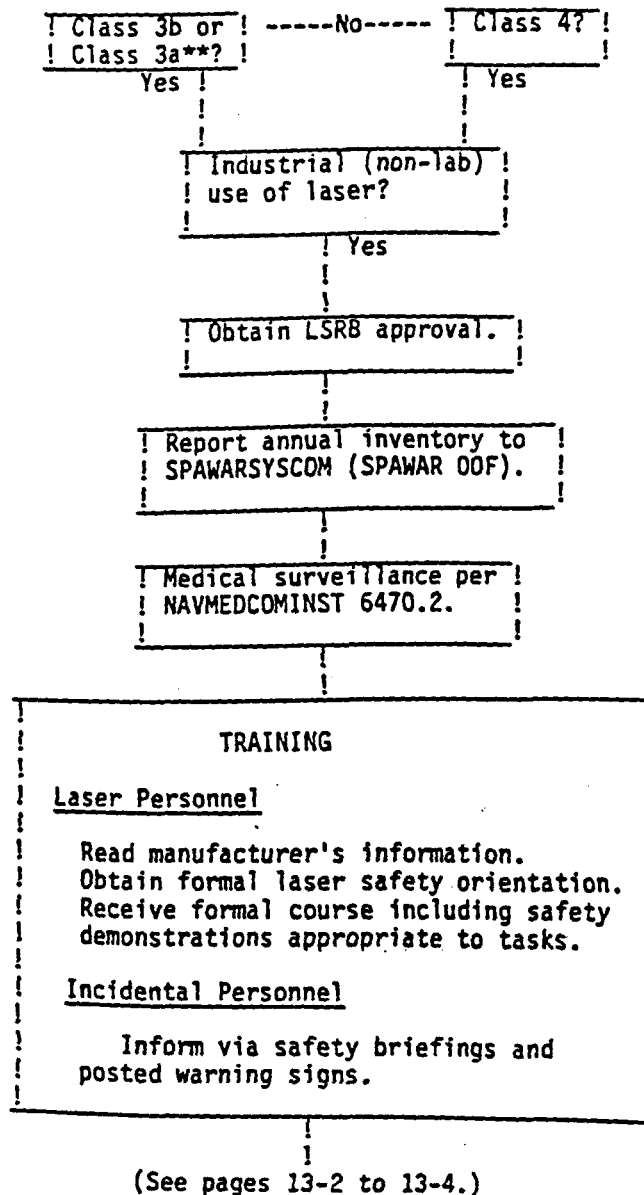 Class 3b or -----No----- Class 4?
Class 3a**?
Yes Yes
Industrial (non-lab)
use of laser?
Yes
Obtain LSRB approval.
Report annual inventory to
SPAWARSYSCOM (SPAWAR OOF).
Medical surveillance per
NAVMEDCOMINST 6470.2.
TRAINING
Laser Personnel
Read manufacturer's information.
Obtain formal laser safety orientation.
Receive formal course including safety
demonstrations appropriate to tasks.
Incidental Personnel
Inform via safety briefings and
posted warning signs.
(See pages 13-2 to 13-4.)